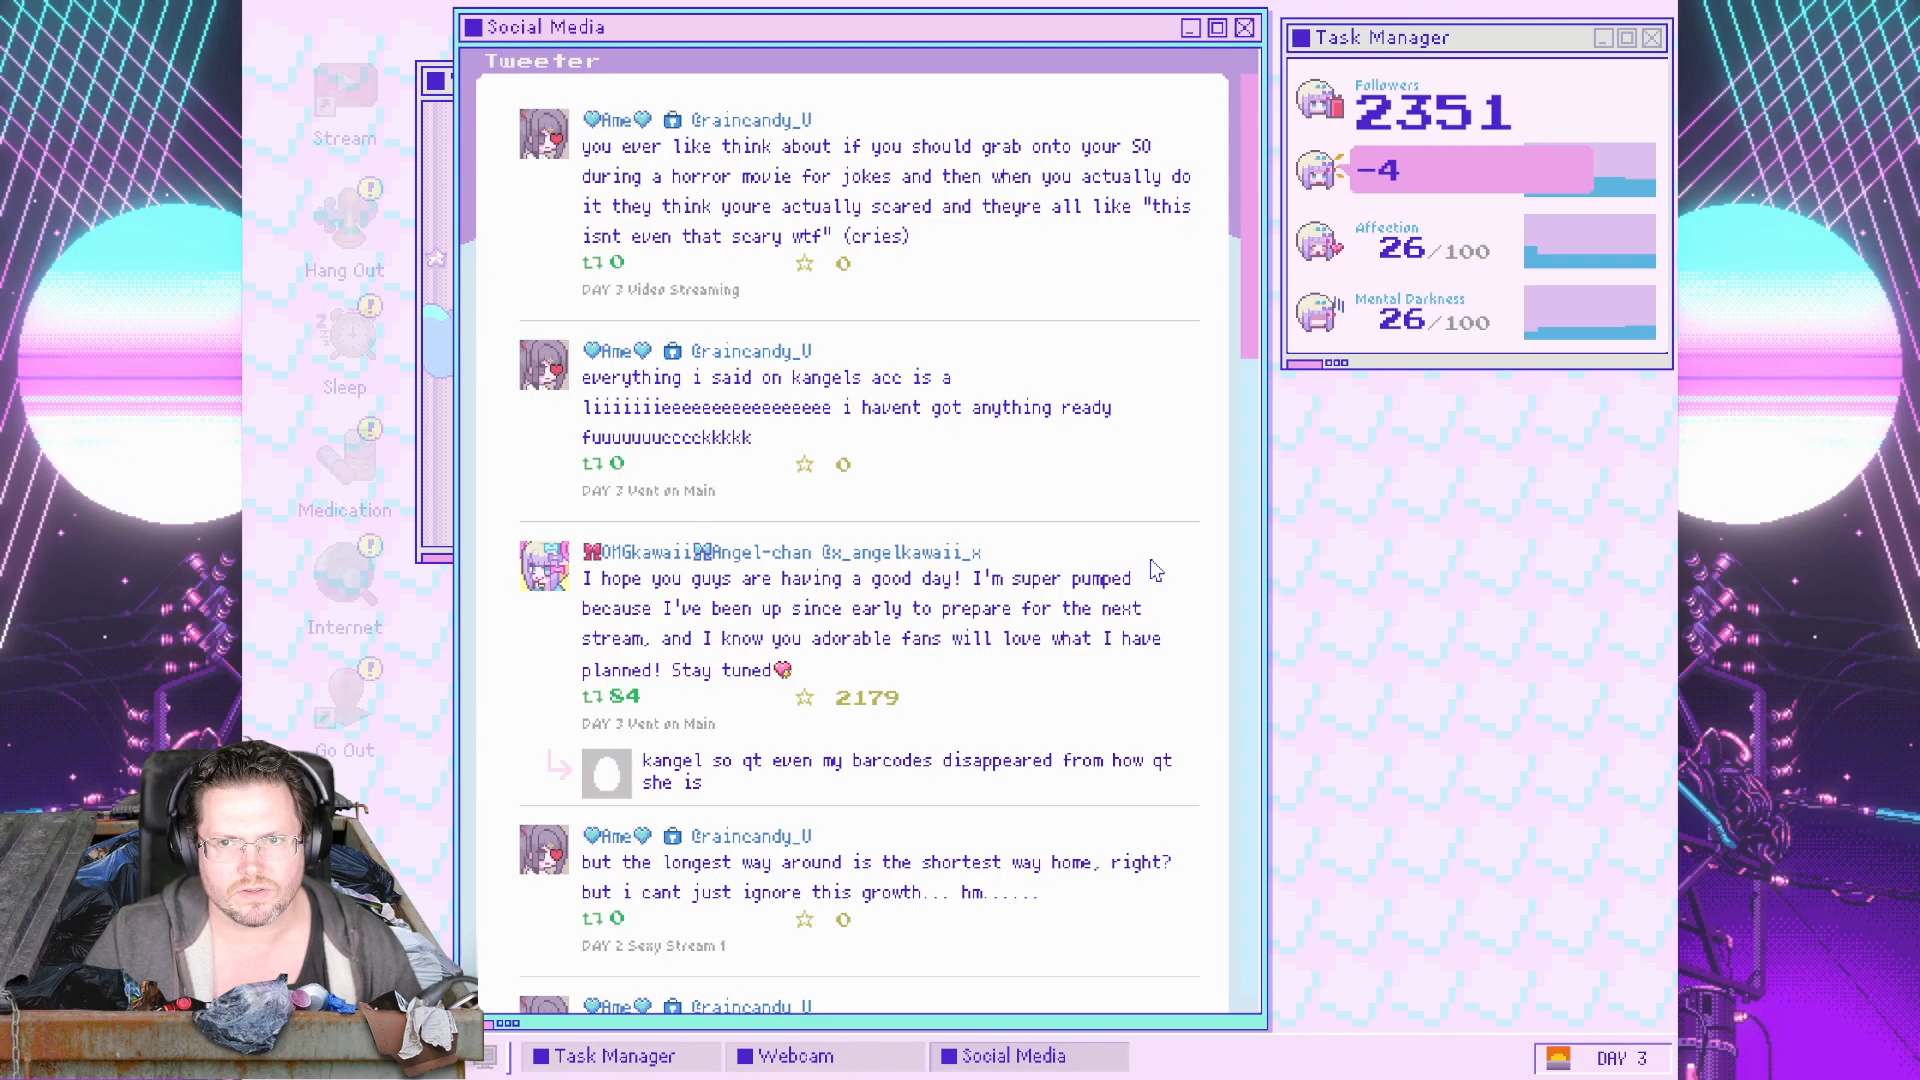 Social Media
Tweeter
Ame @raincandy_U
you ever like think about if you should grab onto your SO
during a horror movie for jokes and then when you actually do
it they think youre actually scared and theyre all like "this
isnt even that scary wtf" (cries)
0 0
DAY 3 Video Streaming
Ame @raincandy_U
everything i said on kangels acc is a
liiiiiiieeeeeeeeeeeeeeeee i havent got anything ready
fuuuuuuucccckkkkk
0 0
DAY 3 Vent on Main
OMGkawaiiAngel-chan @x_angelkawaii_x
I hope you guys are having a good day! I'm super pumped
because I've been up since early to prepare for the next
stream, and I know you adorable fans will love what I have
planned! Stay tuned
84 2179
DAY 3 Vent on Main
kangel so qt even my barcodes disappeared from how qt
she is
Ame @raincandy_U
but the longest way around is the shortest way home, right?
but i cant just ignore this growth... hm......
0 0
DAY 2 Sexy Stream 1
Ame @raincandy_U
Task Manager
Followers
2351
-4
Affection
26/100
Mental Darkness
26/100
Stream
Hang Out
Sleep
Medication
Internet
Go Out
Task Manager
Webcam
Social Media
DAY 3